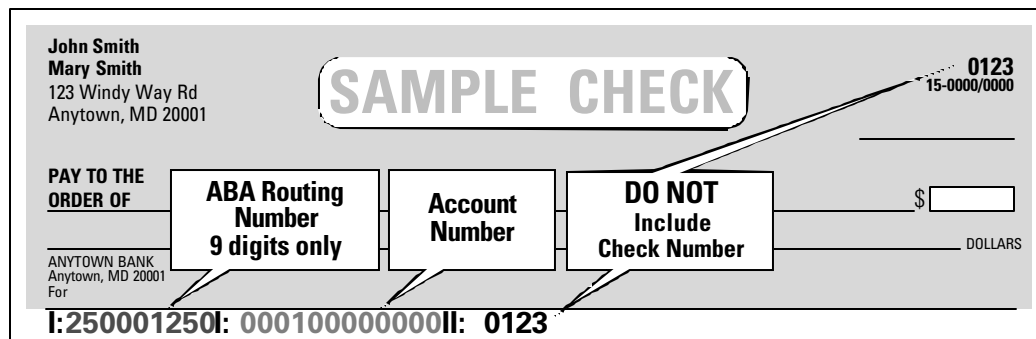 John Smith
Mary Smith
123 Windy Way Rd
Anytown, MD 20001
SAMPLE CHECK
0123
15-0000/0000
PAY TO THE
ORDER OF
$
ABA Routing
Number
9 digits only
Account
Number
DO NOT
Include
Check Number
DOLLARS
ANYTOWN BANK
Anytown, MD 20001
For
I:250001250I: 000100000000II: 0123